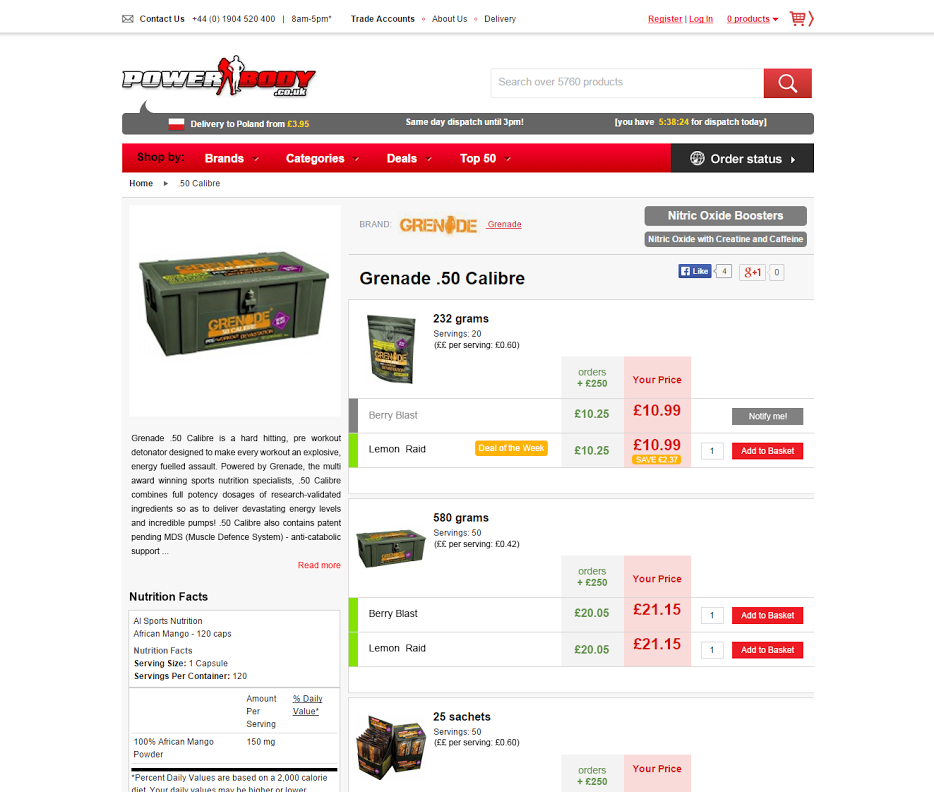 Contact Us +44 (0) 1904 520 400 | 8am-5pm* Trade Accounts About Us Delivery Register | Log In 0 products
POWERBODY
.co.uk
Search over 5760 products
Delivery to Poland from £3.95 Same day dispatch until 3pm! [you have 5:38:24 for dispatch today]
Shop by: Brands Categories Deals Top 50 Order status
Home .50 Calibre
BRAND: GRENADE Grenade
Nitric Oxide Boosters
Nitric Oxide with Creatine and Caffeine
Grenade .50 Calibre
Like 4 g+1 0
GRENADE
.50 CALIBRE
Grenade .50 Calibre is a hard hitting, pre workout
detonator designed to make every workout an explosive,
energy fuelled assault. Powered by Grenade, the multi
award winning sports nutrition specialists, .50 Calibre
combines full potency dosages of research-validated
ingredients so as to deliver devastating energy levels
and incredible pumps! .50 Calibre also contains patent
pending MDS (Muscle Defence System) - anti-catabolic
support ...
Read more
Nutrition Facts
Al Sports Nutrition
African Mango - 120 caps
Nutrition Facts
Serving Size: 1 Capsule
Servings Per Container: 120
Amount
Per
Serving
% Daily
Value*
100% African Mango
Powder
150 mg
*Percent Daily Values are based on a 2,000 calorie
diet. Your daily values may be higher or lower
232 grams
Servings: 20
(££ per serving: £0.60)
GRENADE
orders
+ £250
Your Price
Berry Blast £10.25 £10.99 Notify me!
Lemon Raid Deal of the Week £10.25 £10.99 1 Add to Basket
SAVE £2.37
580 grams
Servings: 50
(££ per serving: £0.42)
orders
+ £250
Your Price
Berry Blast £20.05 £21.15 1 Add to Basket
Lemon Raid £20.05 £21.15 1 Add to Basket
25 sachets
Servings: 50
(££ per serving: £0.60)
orders
+ £250
Your Price